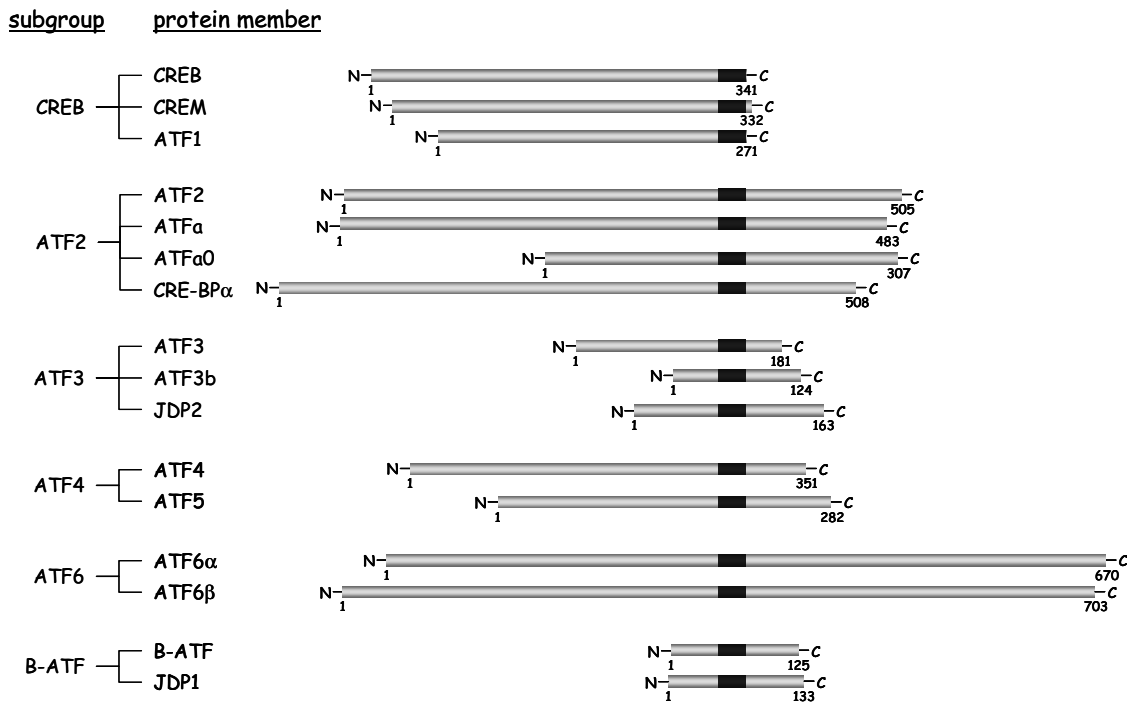 subgroup protein member
CREB
CREB N C
1 341
CREM N C
1 332
ATF1 N C
1 271
ATF2
ATF2 N C
1 505
ATFa N C
1 483
ATFa0 N C
1 307
CRE-BPα N C
1 508
ATF3
ATF3 N C
1 181
ATF3b N C
1 124
JDP2 N C
1 163
ATF4
ATF4 N C
1 351
ATF5 N C
1 282
ATF6
ATF6α N C
1 670
ATF6β N C
1 703
B-ATF
B-ATF N C
1 125
JDP1 N C
1 133